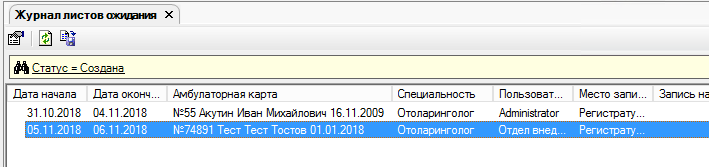 Журнал листов ожидания
Статус = Создана
Дата начала Дата оконч... Амбулаторная карта Специальность Пользоват... Место запи... Запись на
31.10.2018 04.11.2018 №55 Акутин Иван Михайлович 16.11.2009 Отоларинголог Administrator Регистрату...
05.11.2018 06.11.2018 №74891 Тест Тест Тостов 01.01.2018 Отоларинголог Отдел внед... Регистрату...